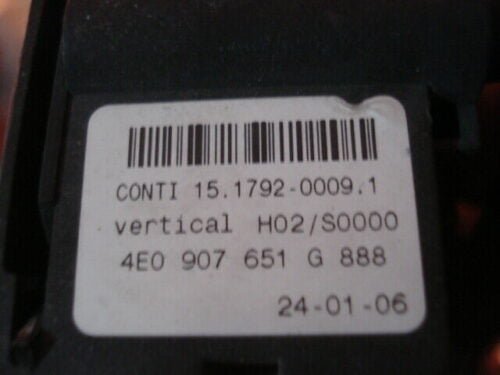 CONTI 15.1792-0009.1
vertical H02/S0000
4E0 907 651 G 888
24-01-06